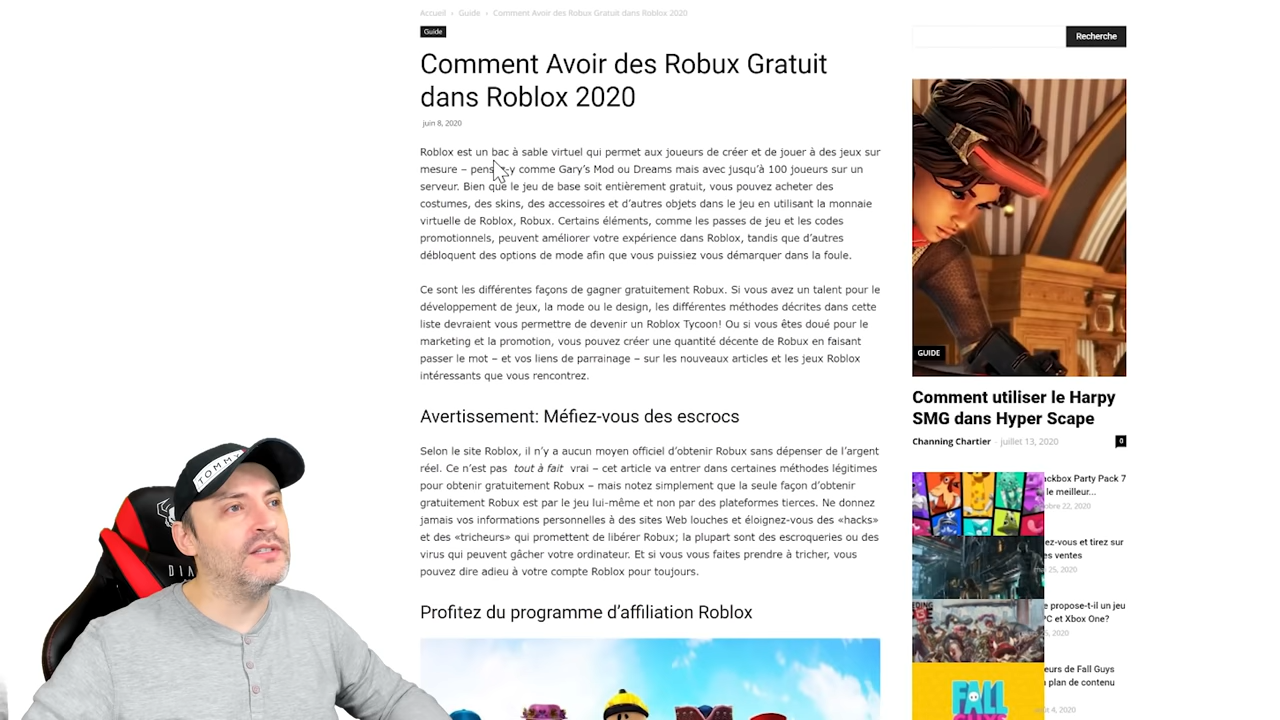 Accueil › Guide › Comment Avoir des Robux Gratuit dans Roblox 2020
Guide
Comment Avoir des Robux Gratuit
dans Roblox 2020
juin 8, 2020
Roblox est un bac à sable virtuel qui permet aux joueurs de créer et de jouer à des jeux sur
mesure – y comme Gary's Mod ou Dreams mais avec jusqu'à 100 joueurs sur un
serveur. Bien que le jeu de base soit entièrement gratuit, vous pouvez acheter des
costumes, des skins, des accessoires et d'autres objets dans le jeu en utilisant la monnaie
virtuelle de Roblox, Robux. Certains éléments, comme les passes de jeu et les codes
promotionnels, peuvent améliorer votre expérience dans Roblox, tandis que d'autres
débloquent des options de mode afin que vous puissiez vous démarquer dans la foule.
Ce sont les différentes façons de gagner gratuitement Robux. Si vous avez un talent pour le
développement de jeux, la mode ou le design, les différentes méthodes décrites dans cette
liste devraient vous permettre de devenir un Roblox Tycoon! Ou si vous êtes doué pour le
marketing et la promotion, vous pouvez créer une quantité décente de Robux en faisant
passer le mot – et vos liens de parrainage – sur les nouveaux articles et les jeux Roblox
intéressants que vous rencontrez.
Avertissement: Méfiez-vous des escrocs
Selon le site Roblox, il n'y a aucun moyen officiel d'obtenir Robux sans dépenser de l'argent
réel. Ce n'est pas tout à fait vrai – cet article va entrer dans certaines méthodes légitimes
pour obtenir gratuitement Robux – mais notez simplement que la seule façon d'obtenir
gratuitement Robux est par le jeu lui-même et non par des plateformes tierces. Ne donnez
jamais vos informations personnelles à des sites Web louches et éloignez-vous des «hacks»
et des «tricheurs» qui promettent de libérer Robux; la plupart sont des escroqueries ou des
virus qui peuvent gâcher votre ordinateur. Et si vous vous faites prendre à tricher, vous
pouvez dire adieu à votre compte Roblox pour toujours.
Profitez du programme d'affiliation Roblox
Recherche
GUIDE
Comment utiliser le Harpy
SMG dans Hyper Scape
Channing Chartier - juillet 13, 2020 0
Party Pack 7
le meilleur...
22, 2020
et tirez sur
ventes
25, 2020
propose-t-il un jeu
PC et Xbox One?
5, 2020
de Fall Guys
plan de contenu
4, 2020
FALL
TOMMY
DIA